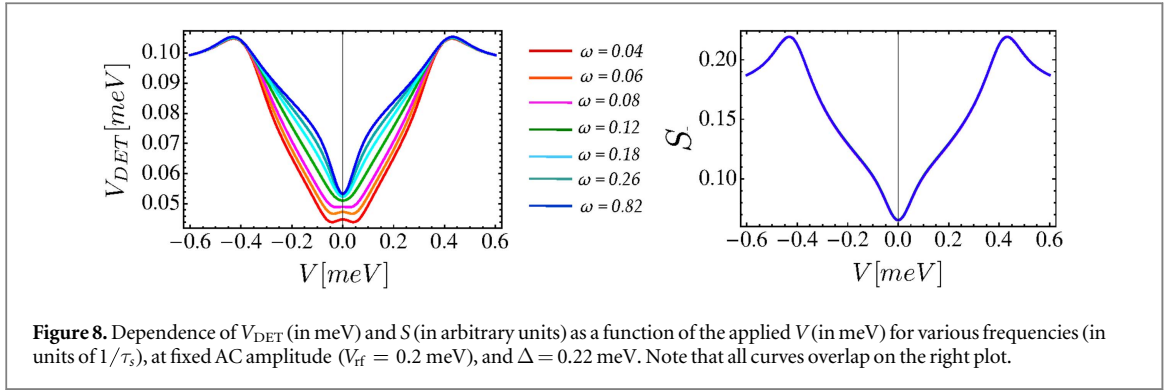 V_DET [meV]
0.10
0.09
0.08
0.07
0.06
0.05
−0.6 −0.4 −0.2 0.0 0.2 0.4 0.6
V[meV]
ω = 0.04
ω = 0.06
ω = 0.08
ω = 0.12
ω = 0.18
ω = 0.26
ω = 0.82
S
0.20
0.15
0.10
−0.6 −0.4 −0.2 0.0 0.2 0.4 0.6
V[meV]
Figure 8. Dependence of V_DET (in meV) and S (in arbitrary units) as a function of the applied V (in meV) for various frequencies (in
units of 1/τ_s), at fixed AC amplitude (V_rf = 0.2 meV), and Δ = 0.22 meV. Note that all curves overlap on the right plot.